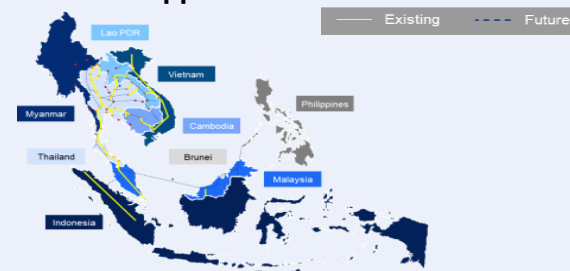 Existing
Future
Lao PDR
Vietnam
Philippines
Myanmar
Cambodia
Thailand
Brunei
Malaysia
Indonesia